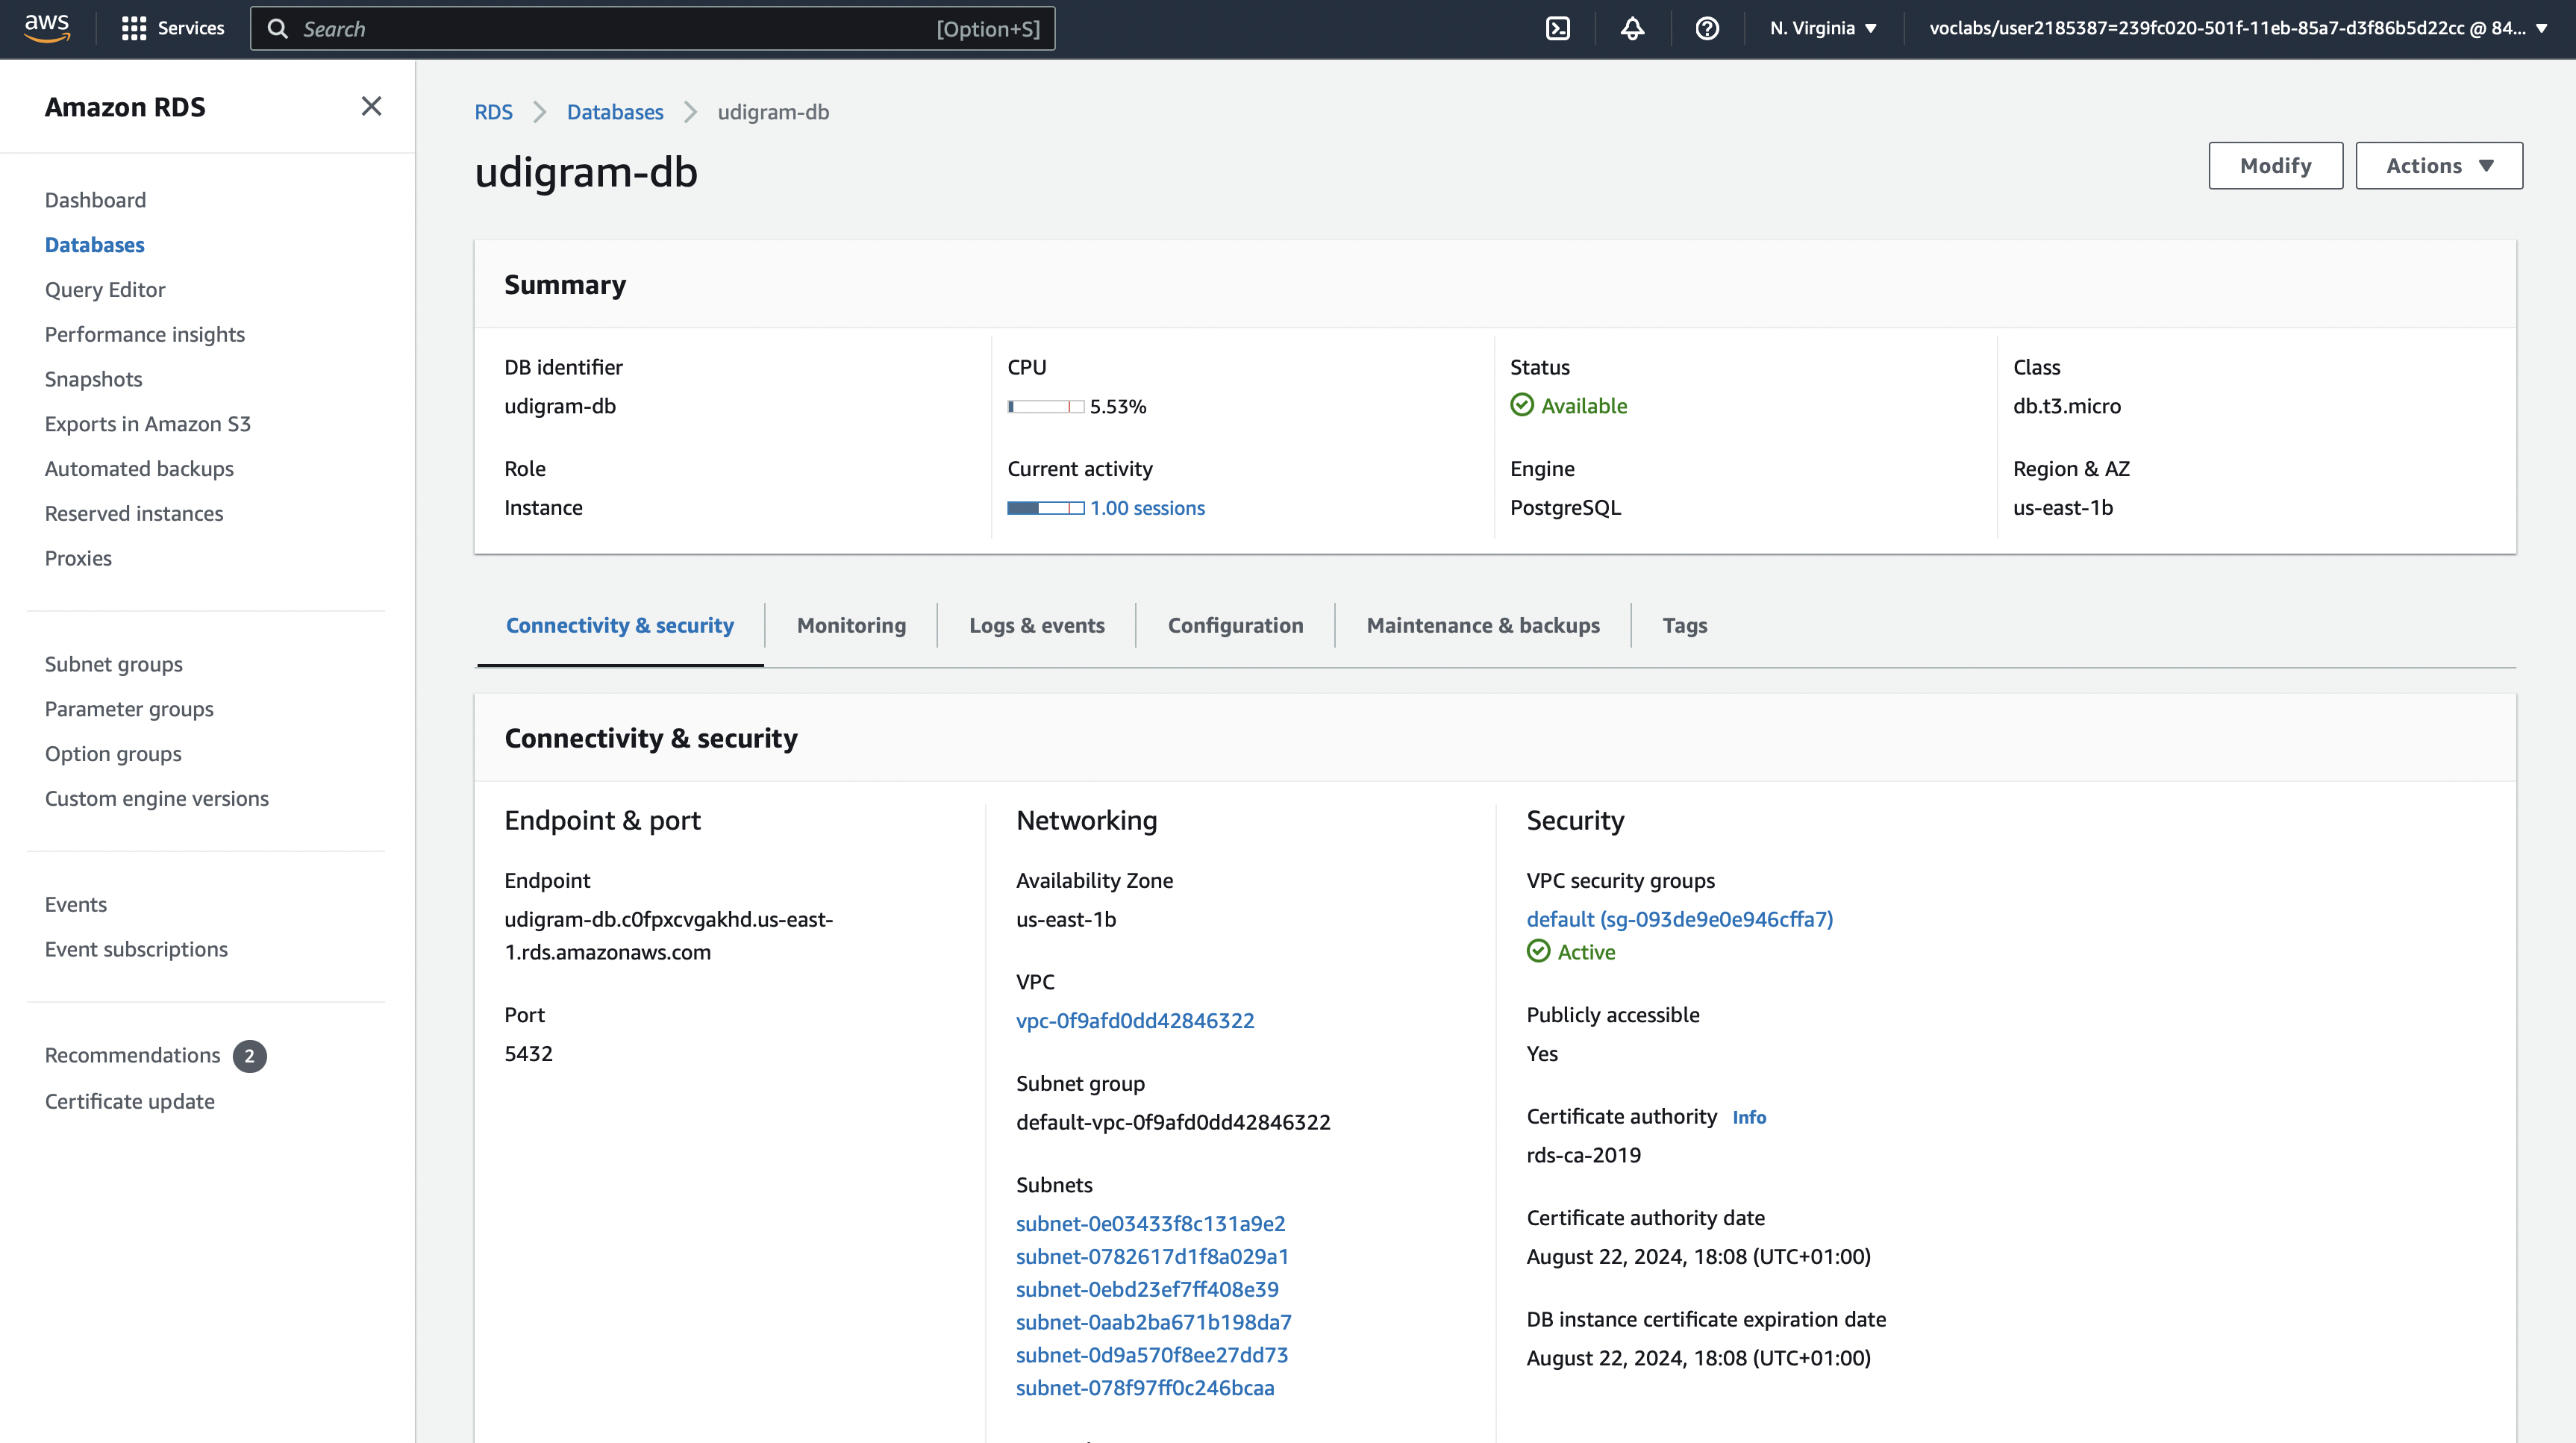 aws
Services
Search
[Option+S]
N. Virginia
voclabs/user2185387=239fc020-501f-11eb-85a7-d3f86b5d22cc @ 84...
Amazon RDS
Dashboard
Databases
Query Editor
Performance insights
Snapshots
Exports in Amazon S3
Automated backups
Reserved instances
Proxies
Subnet groups
Parameter groups
Option groups
Custom engine versions
Events
Event subscriptions
Recommendations 2
Certificate update
RDS
Databases
udigram-db
udigram-db
Modify
Actions
Summary
DB identifier
udigram-db
CPU
5.53%
Status
Available
Class
db.t3.micro
Role
Instance
Current activity
1.00 sessions
Engine
PostgreSQL
Region & AZ
us-east-1b
Connectivity & security
Monitoring
Logs & events
Configuration
Maintenance & backups
Tags
Connectivity & security
Endpoint & port
Endpoint
udigram-db.c0fpxcvgakhd.us-east-
1.rds.amazonaws.com
Port
5432
Networking
Availability Zone
us-east-1b
VPC
vpc-0f9afd0dd42846322
Subnet group
default-vpc-0f9afd0dd42846322
Subnets
subnet-0e03433f8c131a9e2
subnet-0782617d1f8a029a1
subnet-0ebd23ef7ff408e39
subnet-0aab2ba671b198da7
subnet-0d9a570f8ee27dd73
subnet-078f97ff0c246bcaa
Security
VPC security groups
default (sg-093de9e0e946cffa7)
Active
Publicly accessible
Yes
Certificate authority Info
rds-ca-2019
Certificate authority date
August 22, 2024, 18:08 (UTC+01:00)
DB instance certificate expiration date
August 22, 2024, 18:08 (UTC+01:00)